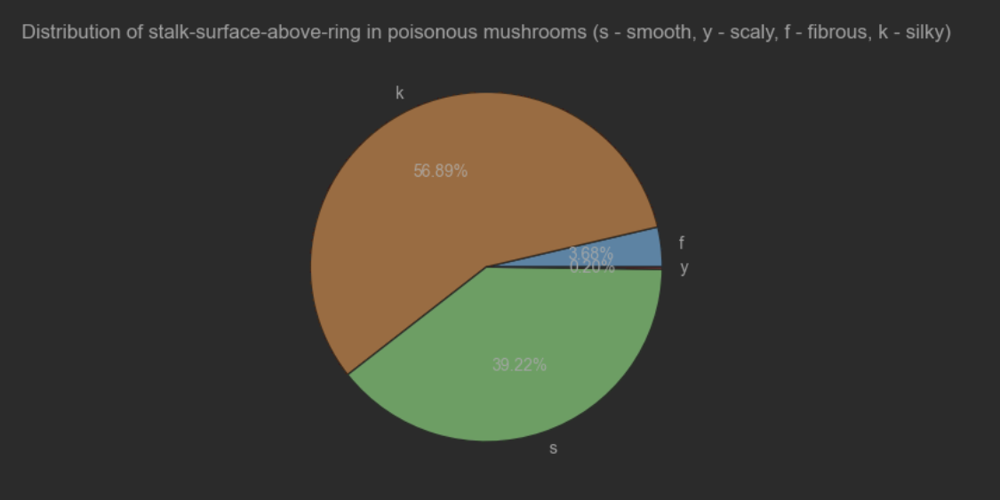 Distribution of stalk-surface-above-ring in poisonous mushrooms (s - smooth, y - scaly, f - fibrous, k - silky)
k
56.89%
f
3.68%
0.20%
y
39.22%
s